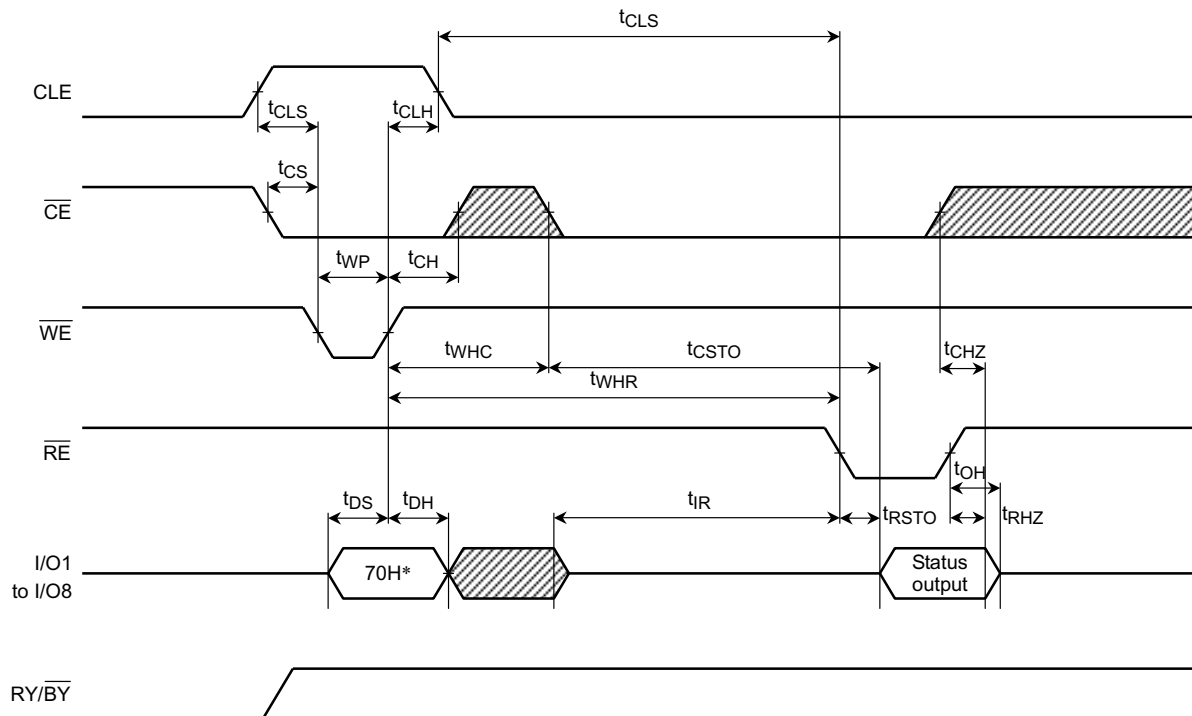 tCLS
CLE
tCLS
tCLH
tCS
CE
tWP
tCH
WE
tWHC
tCSTO
tCHZ
tWHR
RE
tOH
tDS
tDH
tIR
tRSTO
tRHZ
I/O1
to I/O8
70H*
Status
output
RY/BY